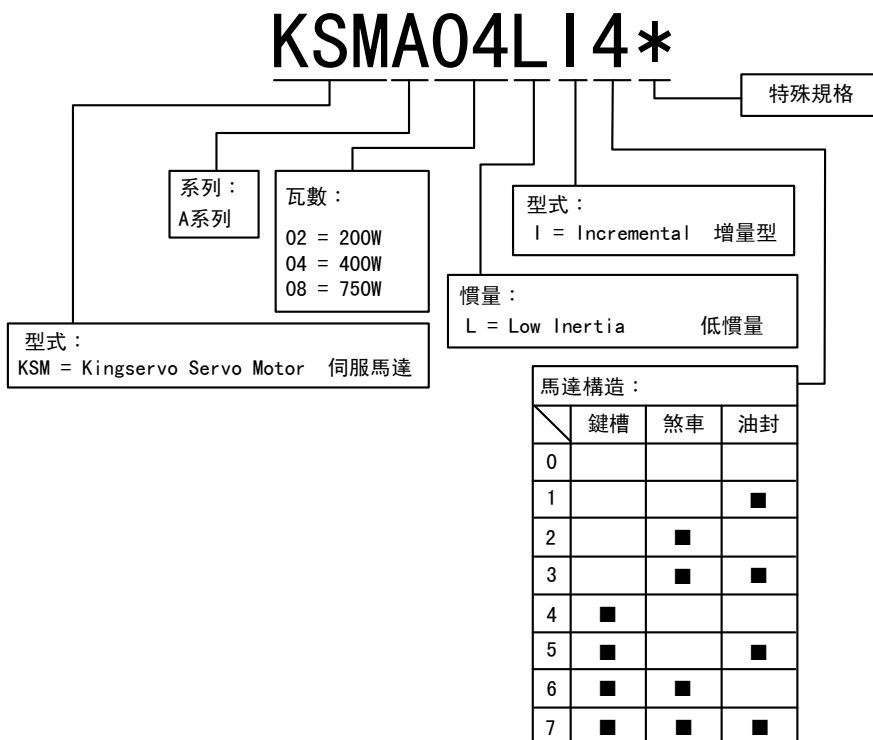 KSMA04LI4*
特殊規格
系列：
A系列
瓦數：
02 = 200W
04 = 400W
08 = 750W
型式：
I = Incremental 增量型
慣量：
L = Low Inertia 低慣量
型式：
KSM = Kingservo Servo Motor 伺服馬達
馬達構造：
鍵槽 煞車 油封
0
1 ■
2 ■
3 ■ ■
4 ■
5 ■ ■
6 ■ ■
7 ■ ■ ■